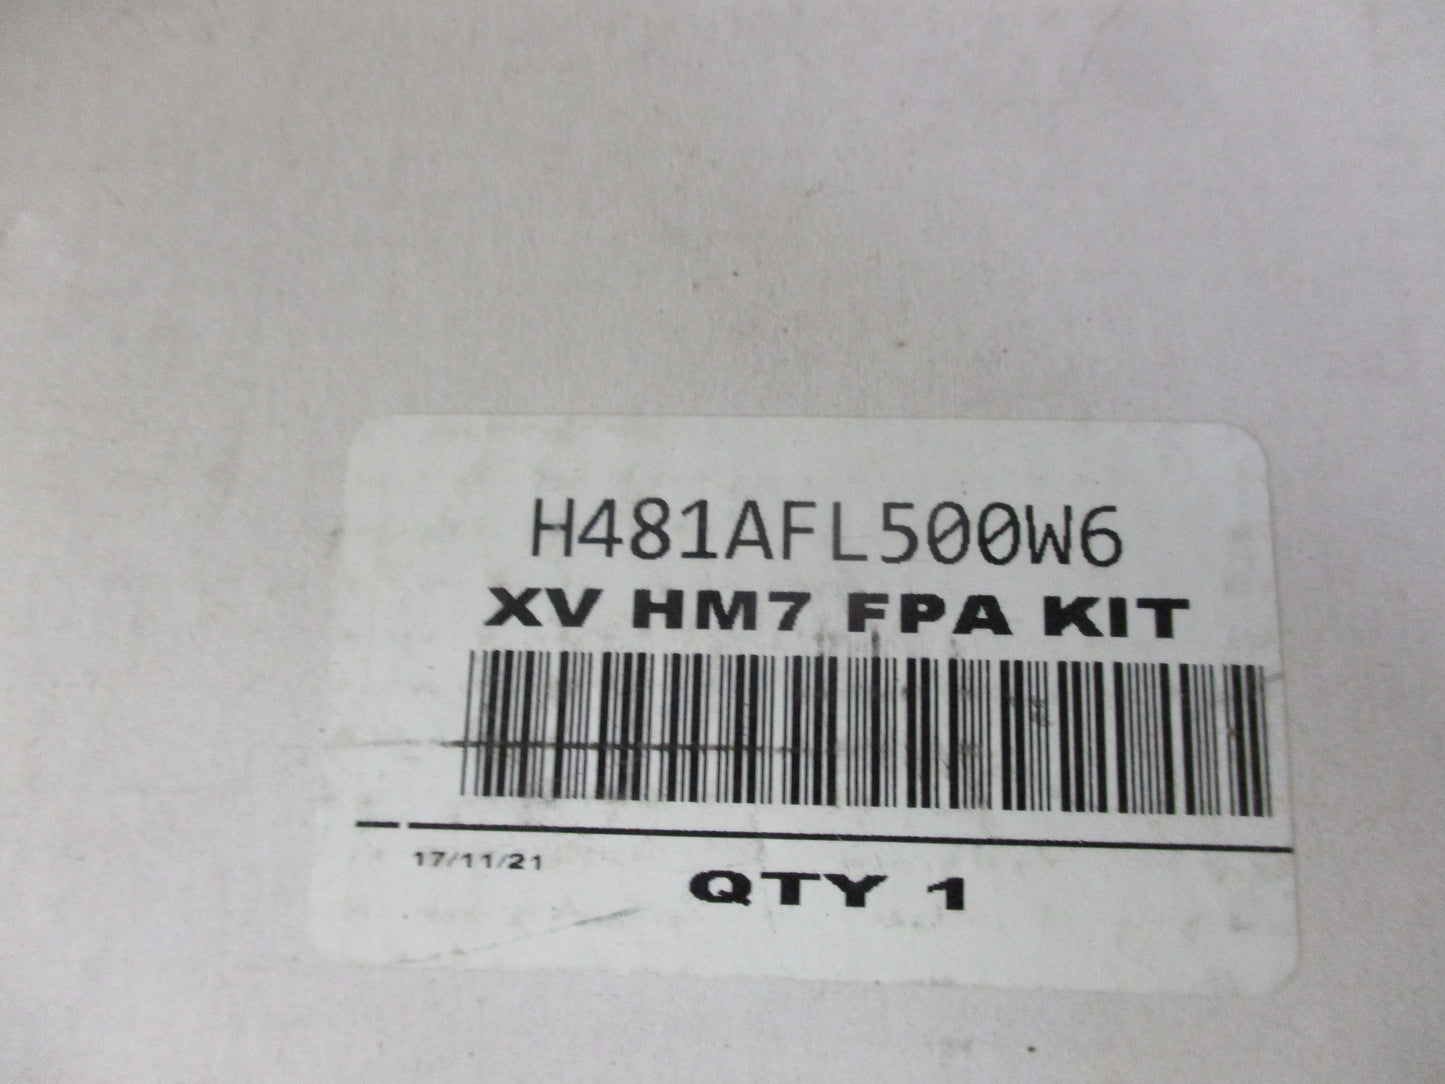 H481AFL500W6
XV HM7 FPA KIT
17/11/21
QTY 1